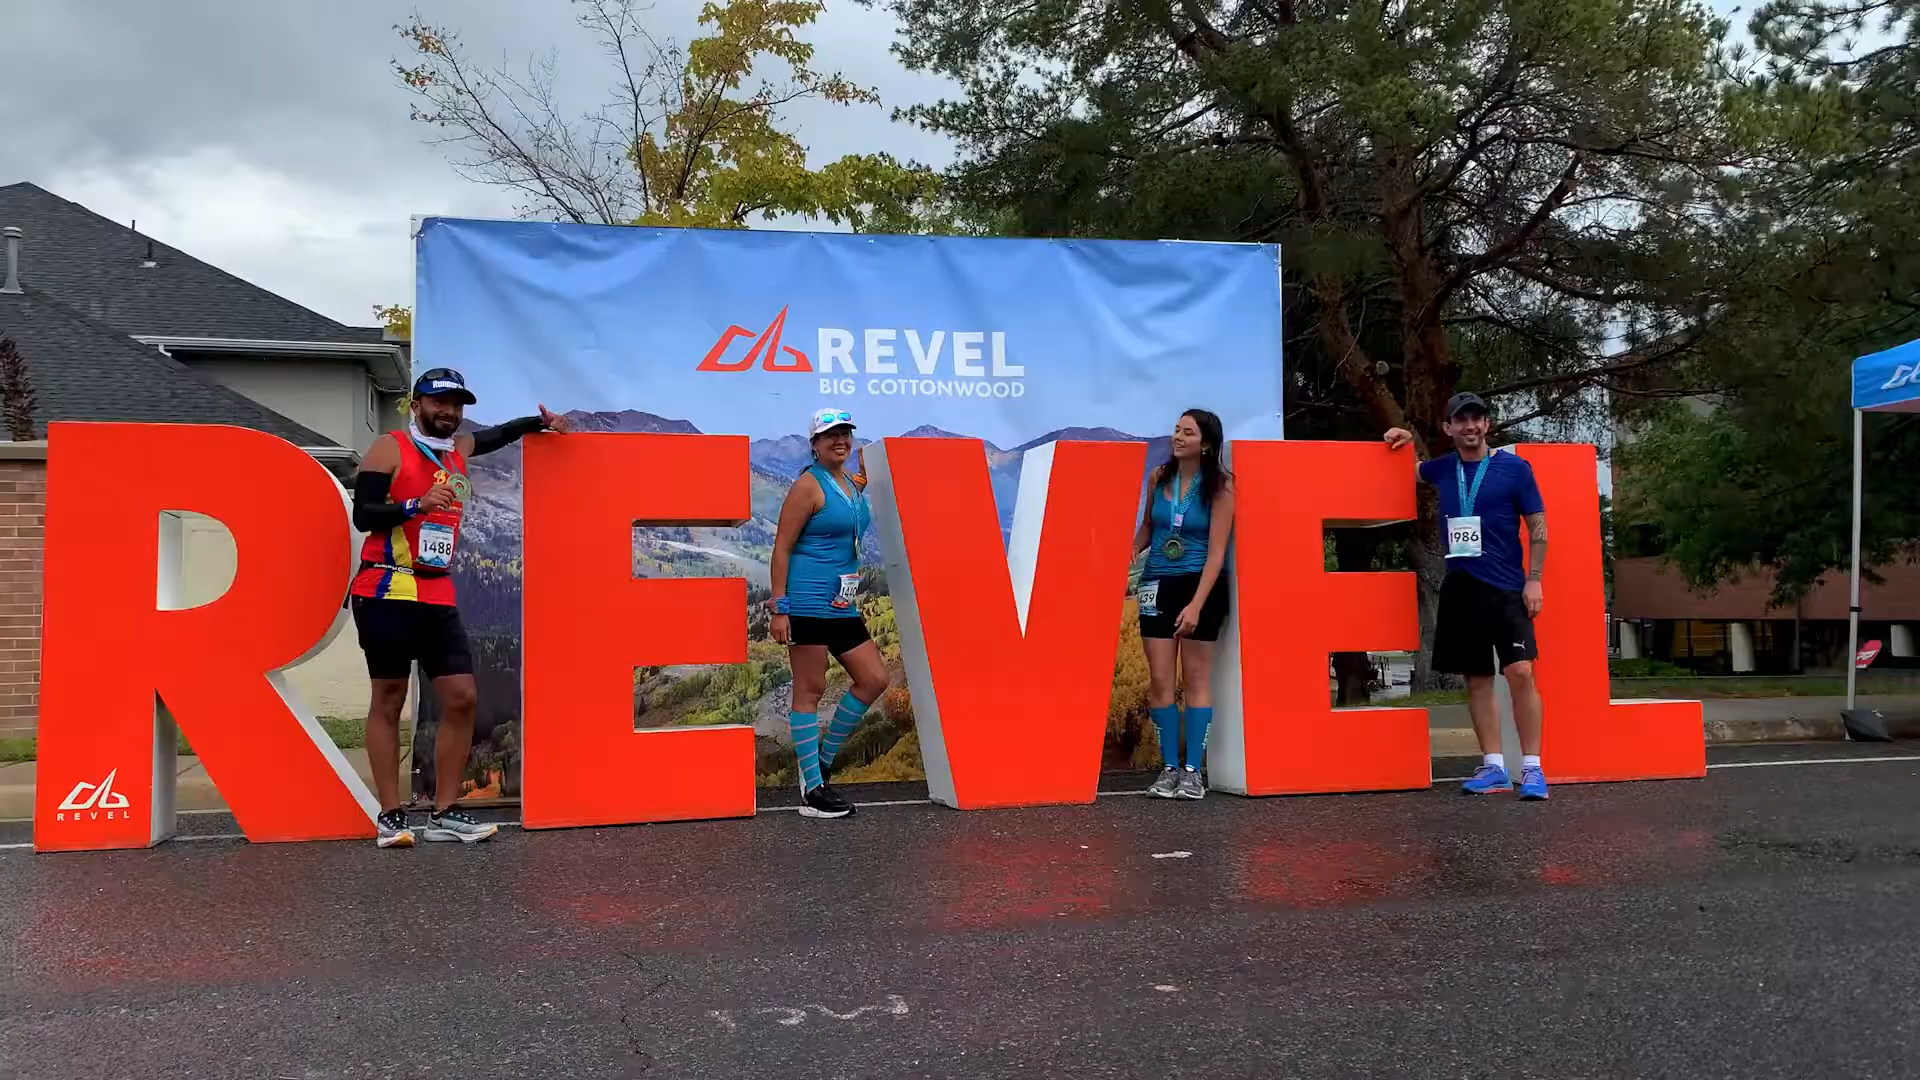 REVEL
BIG COTTONWOOD
REVEL
REVEL
1488
1986